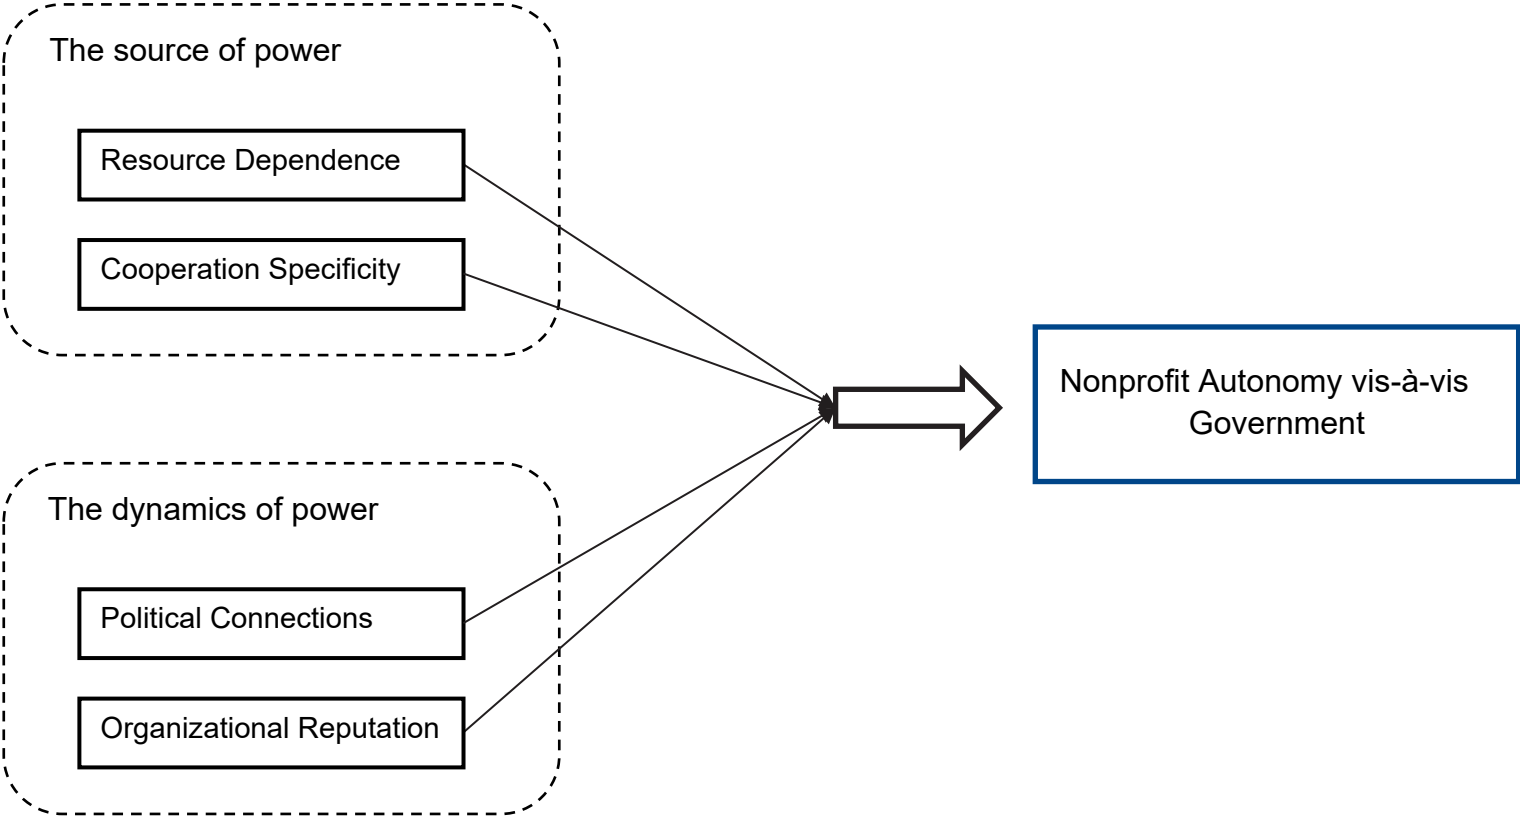 The source of power
Resource Dependence
Cooperation Specificity
Nonprofit Autonomy vis-à-vis
Government
The dynamics of power
Political Connections
Organizational Reputation